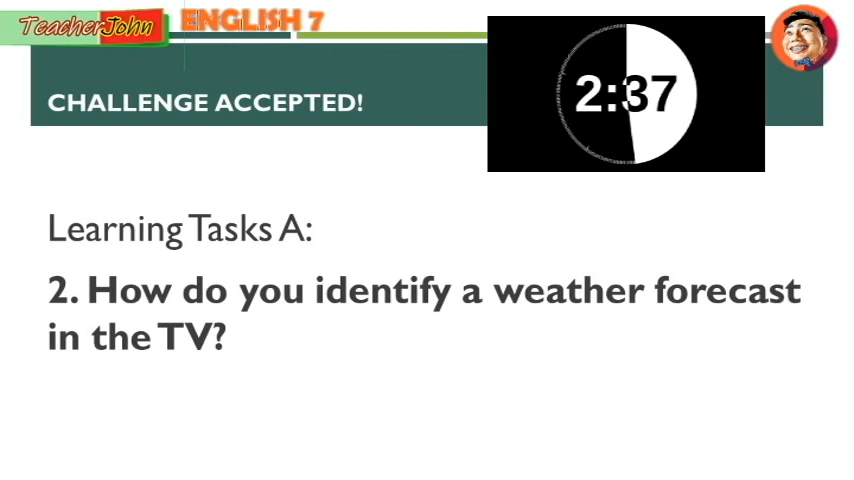 TeacherJohn
ENGLISH 7
CHALLENGE ACCEPTED!
2:37
Learning Tasks A:
2. How do you identify a weather forecast
in the TV?